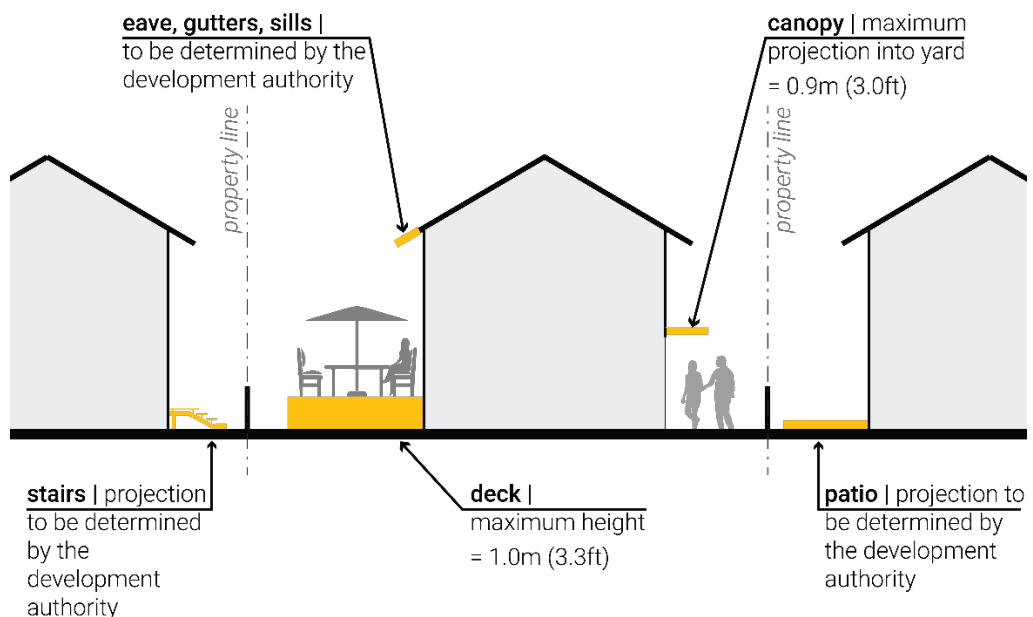 eave, gutters, sills |
to be determined by the
development authority
canopy | maximum
projection into yard
= 0.9m (3.0ft)
property line
property line
stairs | projection
to be determined
by the
development
authority
deck |
maximum height
= 1.0m (3.3ft)
patio | projection to
be determined by
the development
authority